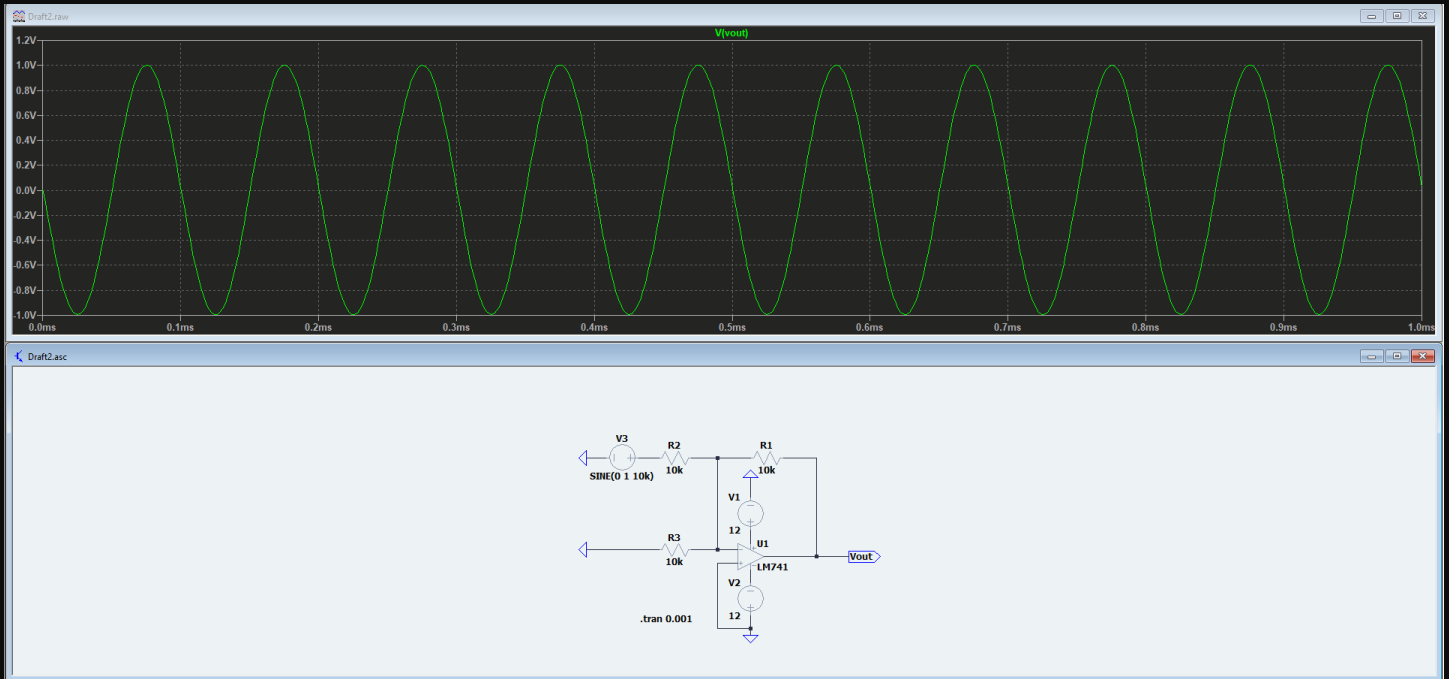 Draft2.raw
V(vout)
1.2V
1.0V
0.8V
0.6V
0.4V
0.2V
0.0V
-0.2V
-0.4V
-0.6V
-0.8V
-1.0V
0.0ms 0.1ms 0.2ms 0.3ms 0.4ms 0.5ms 0.6ms 0.7ms 0.8ms 0.9ms 1.0ms
Draft2.asc
V3
R2
R1
10k
10k
SINE(0 1 10k)
V1
12
R3
U1
10k
Vout
LM741
V2
12
.tran 0.001